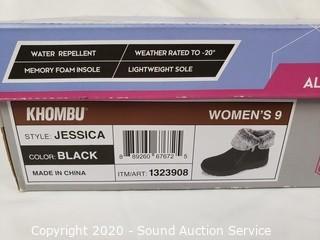 WATER REPELLENT
WEATHER RATED TO -20°
MEMORY FOAM INSOLE
LIGHTWEIGHT SOLE
AL
KHOMBU
WOMEN'S 9
STYLE: JESSICA
COLOR: BLACK
MADE IN CHINA
8 89260 67672 5
ITM/ART: 1323908
Copyright 2020 - Sound Auction Service